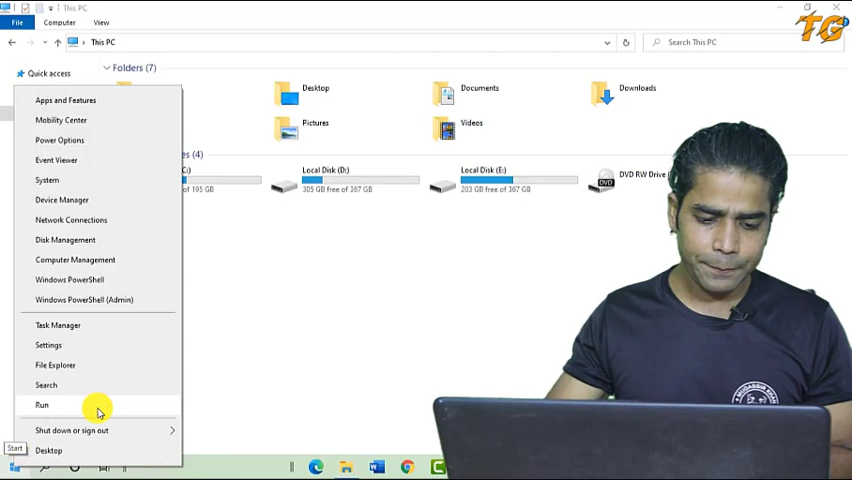 This PC
File
Computer
View
This PC
Search This PC
Quick access
Folders (7)
Desktop
Documents
Downloads
Pictures
Videos
(4)
Local Disk (D:)
305 GB free of 367 GB
Local Disk (E:)
203 GB free of 367 GB
DVD RW Drive
DVD
of 195 GB
Apps and Features
Mobility Center
Power Options
Event Viewer
System
Device Manager
Network Connections
Disk Management
Computer Management
Windows PowerShell
Windows PowerShell (Admin)
Task Manager
Settings
File Explorer
Search
Run
Shut down or sign out
Desktop
Start
TG